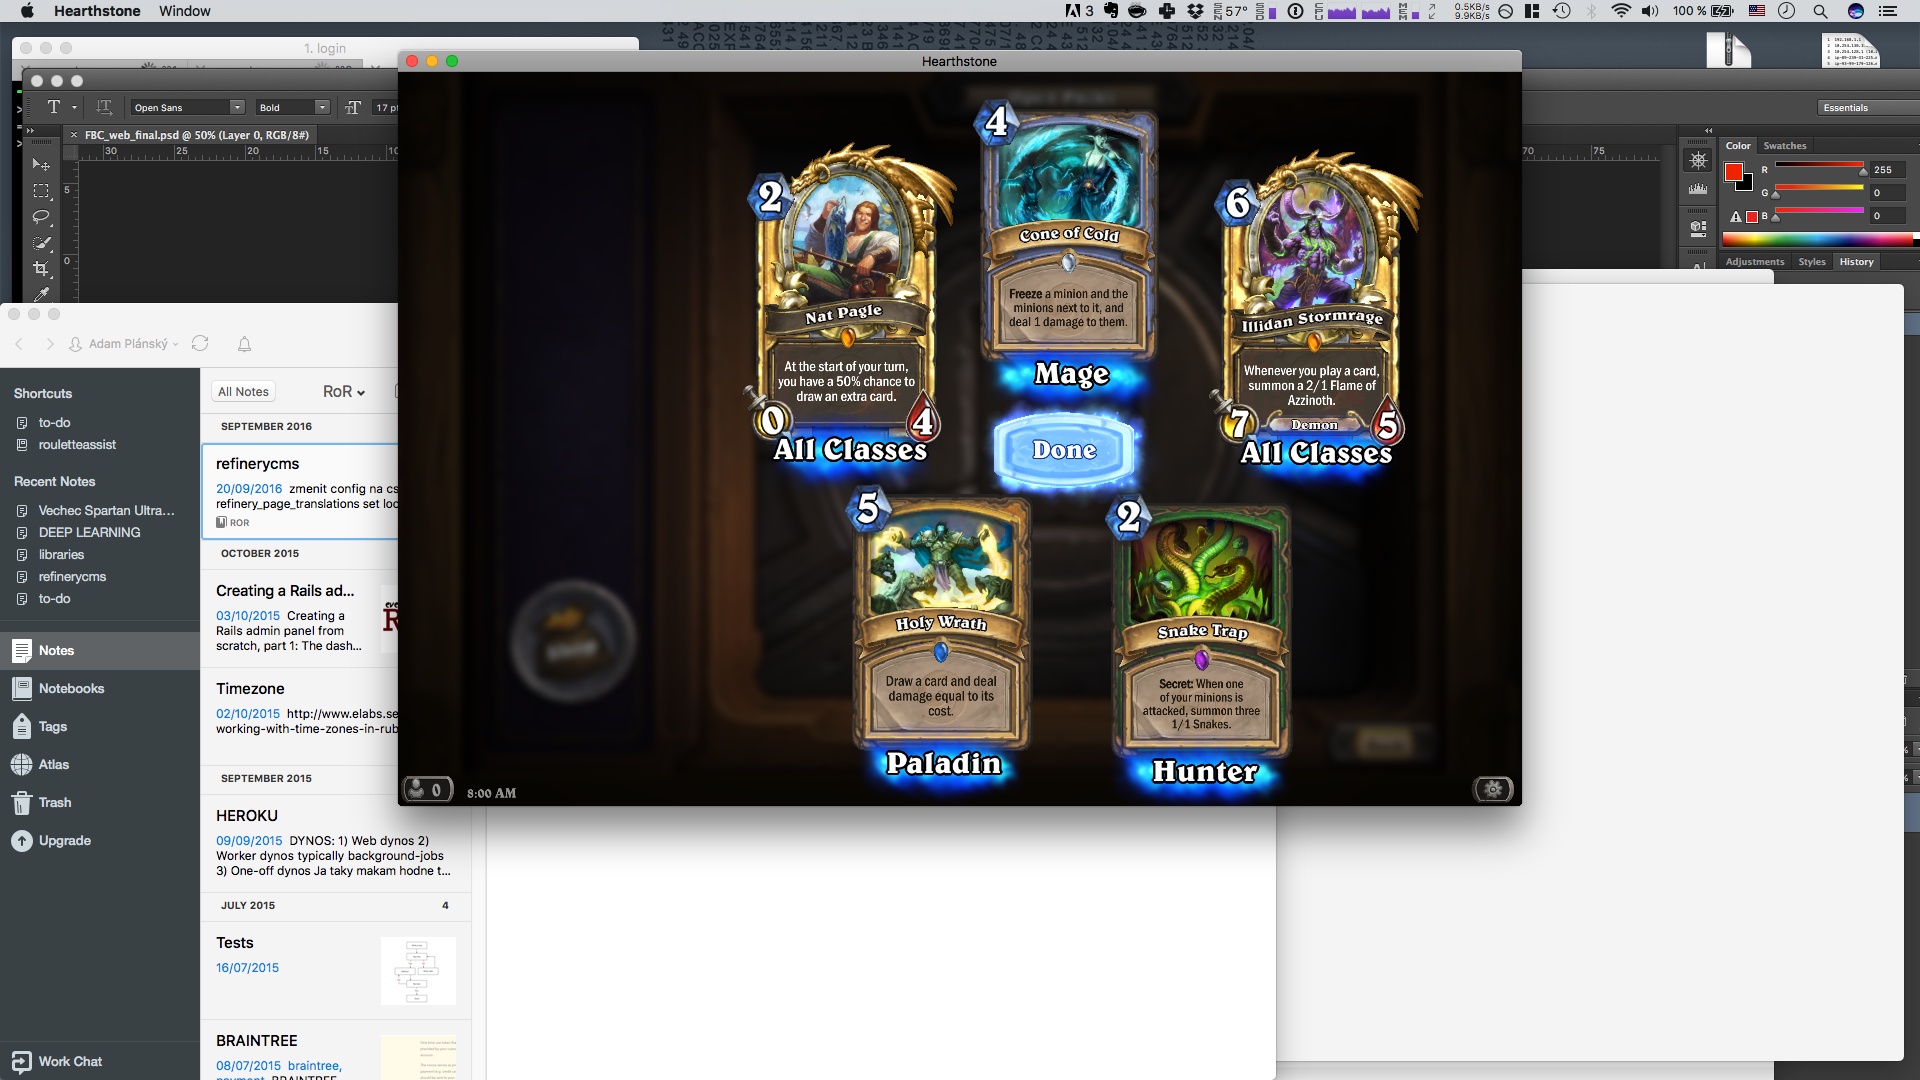 Hearthstone Window
3
57°
0.5KB/s
9.9KB/s
100 %
1. login
Hearthstone
T
Open Sans
Bold
17 pt
Essentials
× FBC_web_final.psd @ 50% (Layer 0, RGB/8#)
30 25 20 15 10
70 75
5
0
Color Swatches
R 255
G 0
B 0
Adjustments Styles History
Adam Plánský
Shortcuts
to-do
rouletteassist
Recent Notes
Vechec Spartan Ultra...
DEEP LEARNING
libraries
refinerycms
to-do
Notes
Notebooks
Tags
Atlas
Trash
Upgrade
Work Chat
All Notes RoR
SEPTEMBER 2016
refinerycms
20/09/2016 zmenit config na cs
refinery_page_translations set loc
ROR
OCTOBER 2015
Creating a Rails ad...
03/10/2015 Creating a
Rails admin panel from
scratch, part 1: The dash...
Timezone
02/10/2015 http://www.elabs.se
working-with-time-zones-in-rub
SEPTEMBER 2015
HEROKU
09/09/2015 DYNOS: 1) Web dynos 2)
Worker dynos typically background-jobs
3) One-off dynos Ja taky makam hodne t...
JULY 2015 4
Tests
16/07/2015
BRAINTREE
08/07/2015 braintree,
2
Nat Pagle
At the start of your turn,
you have a 50% chance to
draw an extra card.
0 4
All Classes
4
Cone of Cold
Freeze a minion and the
minions next to it, and
deal 1 damage to them.
Mage
6
Illidan Stormrage
Whenever you play a card,
summon a 2/1 Flame of
Azzinoth.
Demon
7 5
All Classes
Done
5
Holy Wrath
Draw a card and deal
damage equal to its
cost.
Paladin
2
Snake Trap
Secret: When one
of your minions is
attacked, summon three
1/1 Snakes.
Hunter
0 8:00 AM